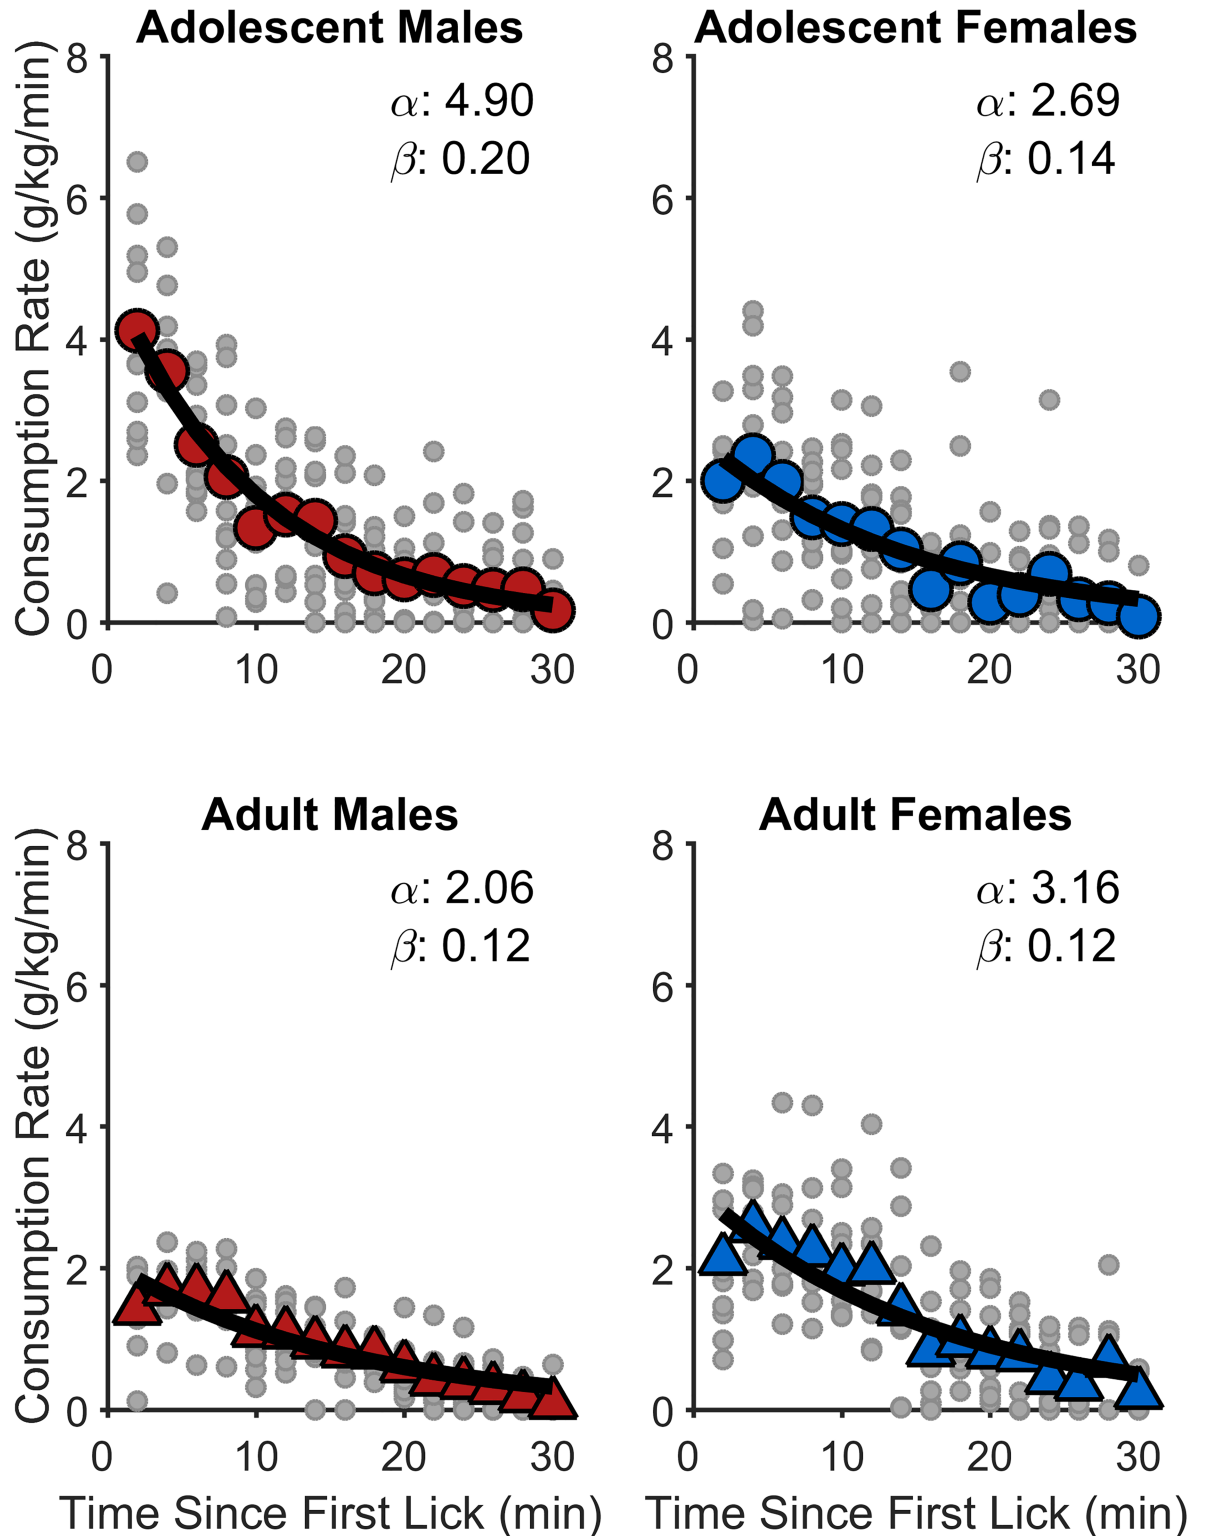 Adolescent Males
Consumption Rate (g/kg/min)
8
6
4
2
0
α: 4.90
β: 0.20
0 10 20 30
Adolescent Females
8
6
4
2
0
α: 2.69
β: 0.14
0 10 20 30
Adult Males
Consumption Rate (g/kg/min)
8
6
4
2
0
α: 2.06
β: 0.12
0 10 20 30
Time Since First Lick (min)
Adult Females
8
6
4
2
0
α: 3.16
β: 0.12
0 10 20 30
Time Since First Lick (min)